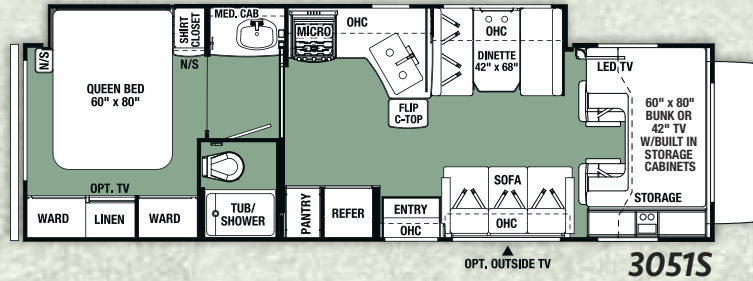 MED. CAB
SHIRT
CLOSET
N/S
N/S
QUEEN BED
60" x 80"
OPT. TV
WARD
LINEN
WARD
TUB/
SHOWER
MICRO
OHC
FLIP
C-TOP
PANTRY
REFER
ENTRY
OHC
OHC
DINETTE
42" x 68"
SOFA
OHC
LED TV
60" x 80"
BUNK OR
42" TV
W/BUILT IN
STORAGE
CABINETS
STORAGE
OPT. OUTSIDE TV
3051S